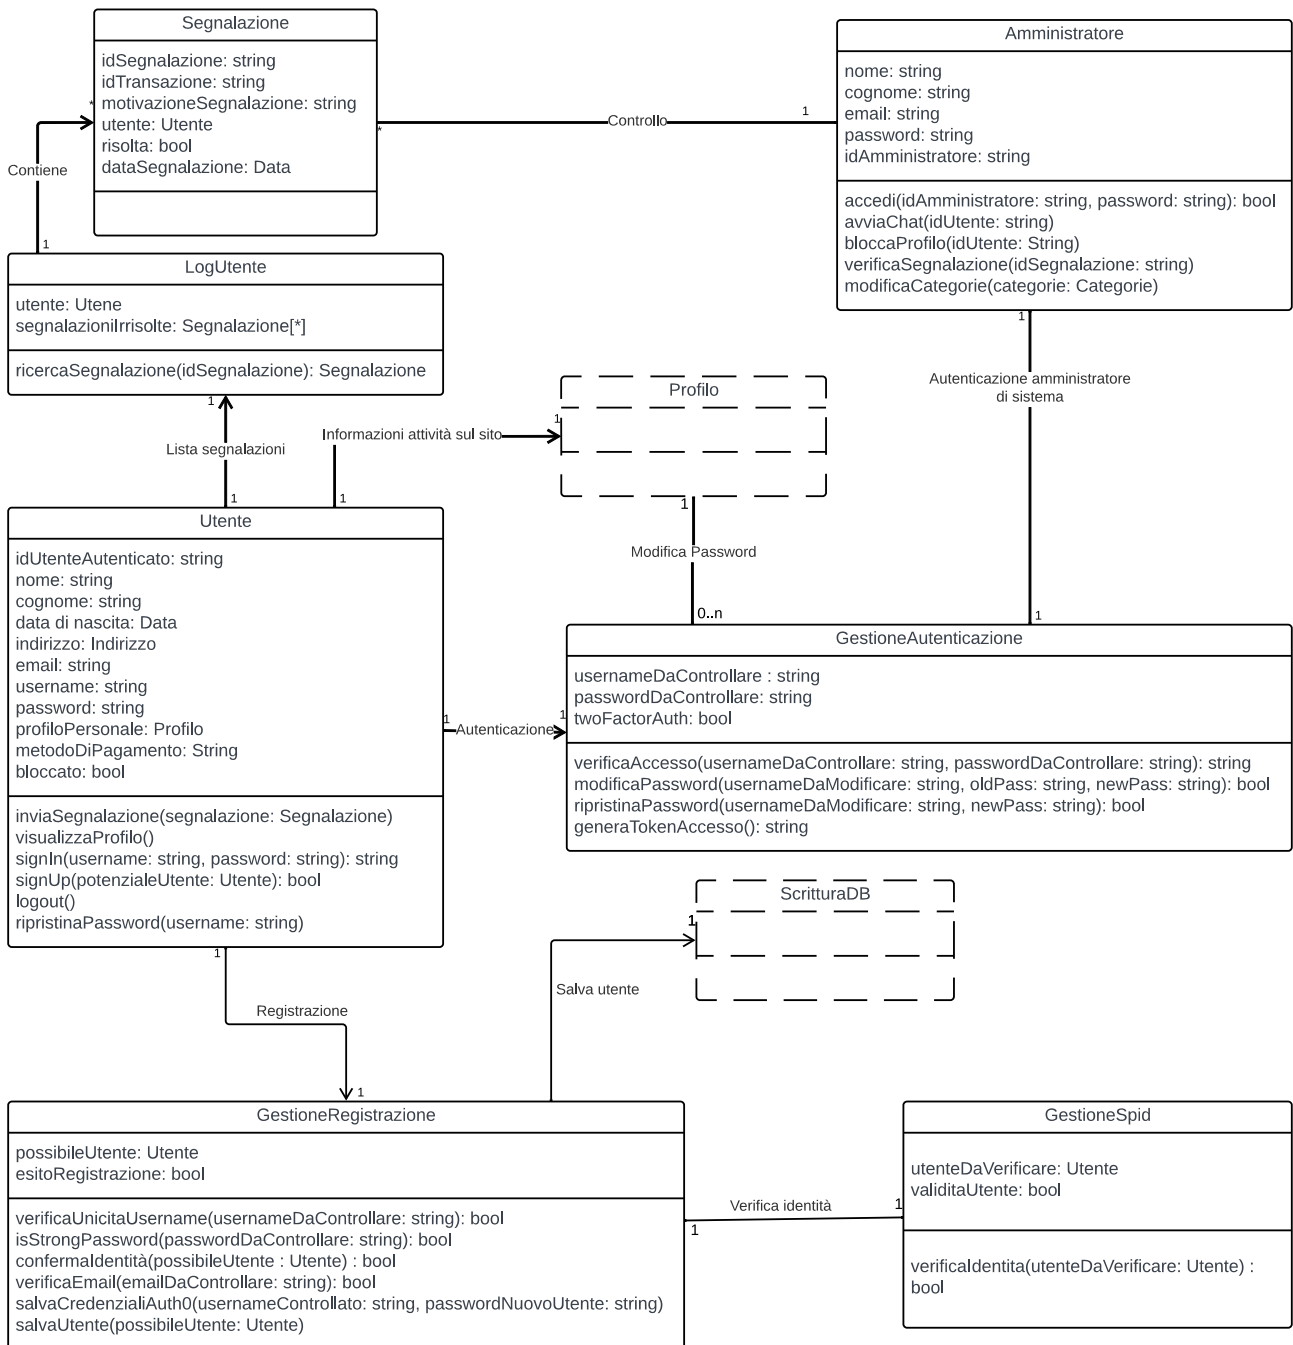 Segnalazione
idSegnalazione: string
idTransazione: string
motivazioneSegnalazione: string
utente: Utente
risolta: bool
dataSegnalazione: Data
*
*
Controllo
1
Amministratore
nome: string
cognome: string
email: string
password: string
idAmministratore: string
accedi(idAmministratore: string, password: string): bool
avviaChat(idUtente: string)
bloccaProfilo(idUtente: String)
verificaSegnalazione(idSegnalazione: string)
modificaCategorie(categorie: Categorie)
Contiene
1
LogUtente
utente: Utene
segnalazioniIrrisolte: Segnalazione[*]
ricercaSegnalazione(idSegnalazione): Segnalazione
1
Lista segnalazioni
1
Informazioni attività sul sito
1
1
Profilo
1
Modifica Password
0..n
1
Autenticazione amministratore
di sistema
1
Utente
idUtenteAutenticato: string
nome: string
cognome: string
data di nascita: Data
indirizzo: Indirizzo
email: string
username: string
password: string
profiloPersonale: Profilo
metodoDiPagamento: String
bloccato: bool
inviaSegnalazione(segnalazione: Segnalazione)
visualizzaProfilo()
signIn(username: string, password: string): string
signUp(potenzialeUtente: Utente): bool
logout()
ripristinaPassword(username: string)
1
Autenticazione
1
GestioneAutenticazione
usernameDaControllare : string
passwordDaControllare: string
twoFactorAuth: bool
verificaAccesso(usernameDaControllare: string, passwordDaControllare: string): string
modificaPassword(usernameDaModificare: string, oldPass: string, newPass: string): bool
ripristinaPassword(usernameDaModificare: string, newPass: string): bool
generaTokenAccesso(): string
ScritturaDB
1
Salva utente
1
Registrazione
1
GestioneRegistrazione
possibileUtente: Utente
esitoRegistrazione: bool
verificaUnicitaUsername(usernameDaControllare: string): bool
isStrongPassword(passwordDaControllare: string): bool
confermaIdentità(possibileUtente : Utente) : bool
verificaEmail(emailDaControllare: string): bool
salvaCredenzialiAuth0(usernameControllato: string, passwordNuovoUtente: string)
salvaUtente(possibileUtente: Utente)
1
Verifica identità
1
GestioneSpid
utenteDaVerificare: Utente
validitaUtente: bool
verificaIdentita(utenteDaVerificare: Utente) :
bool